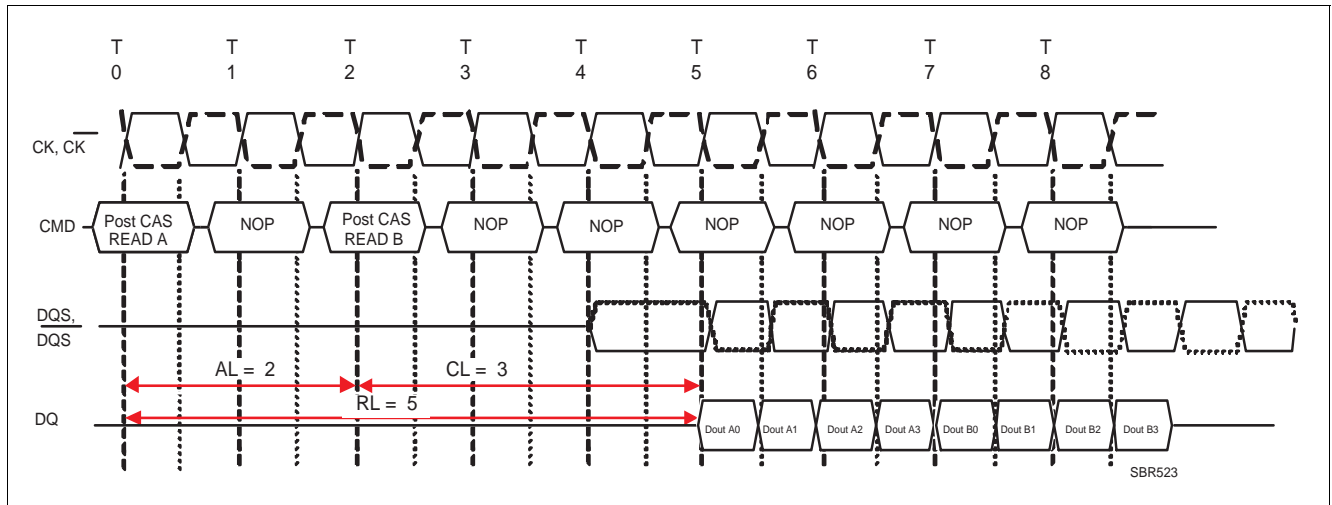 T T T T T T T T T
0 1 2 3 4 5 6 7 8
CK, CK
CMD
Post CAS
READ A
NOP
Post CAS
READ B
NOP
NOP
NOP
NOP
NOP
NOP
DQS,
DQS
AL = 2
CL = 3
RL = 5
DQ
Dout A0 Dout A1 Dout A2 Dout A3 Dout B0 Dout B1 Dout B2 Dout B3
SBR523